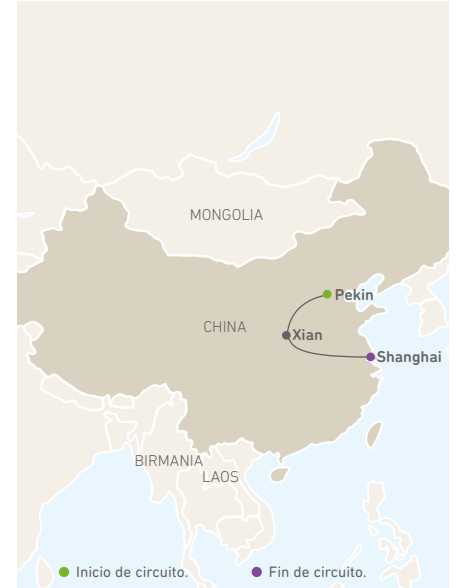 MONGOLIA
Pekin
CHINA
Xian
Shanghai
BIRMANIA
LAOS
Inicio de circuito.
Fin de circuito.